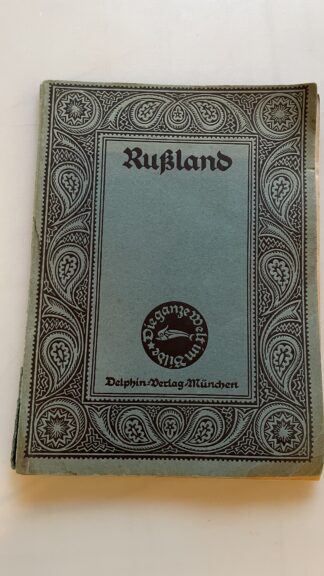 Rußland
Die ganze Welt im Bilde
Delphin-Verlag-München